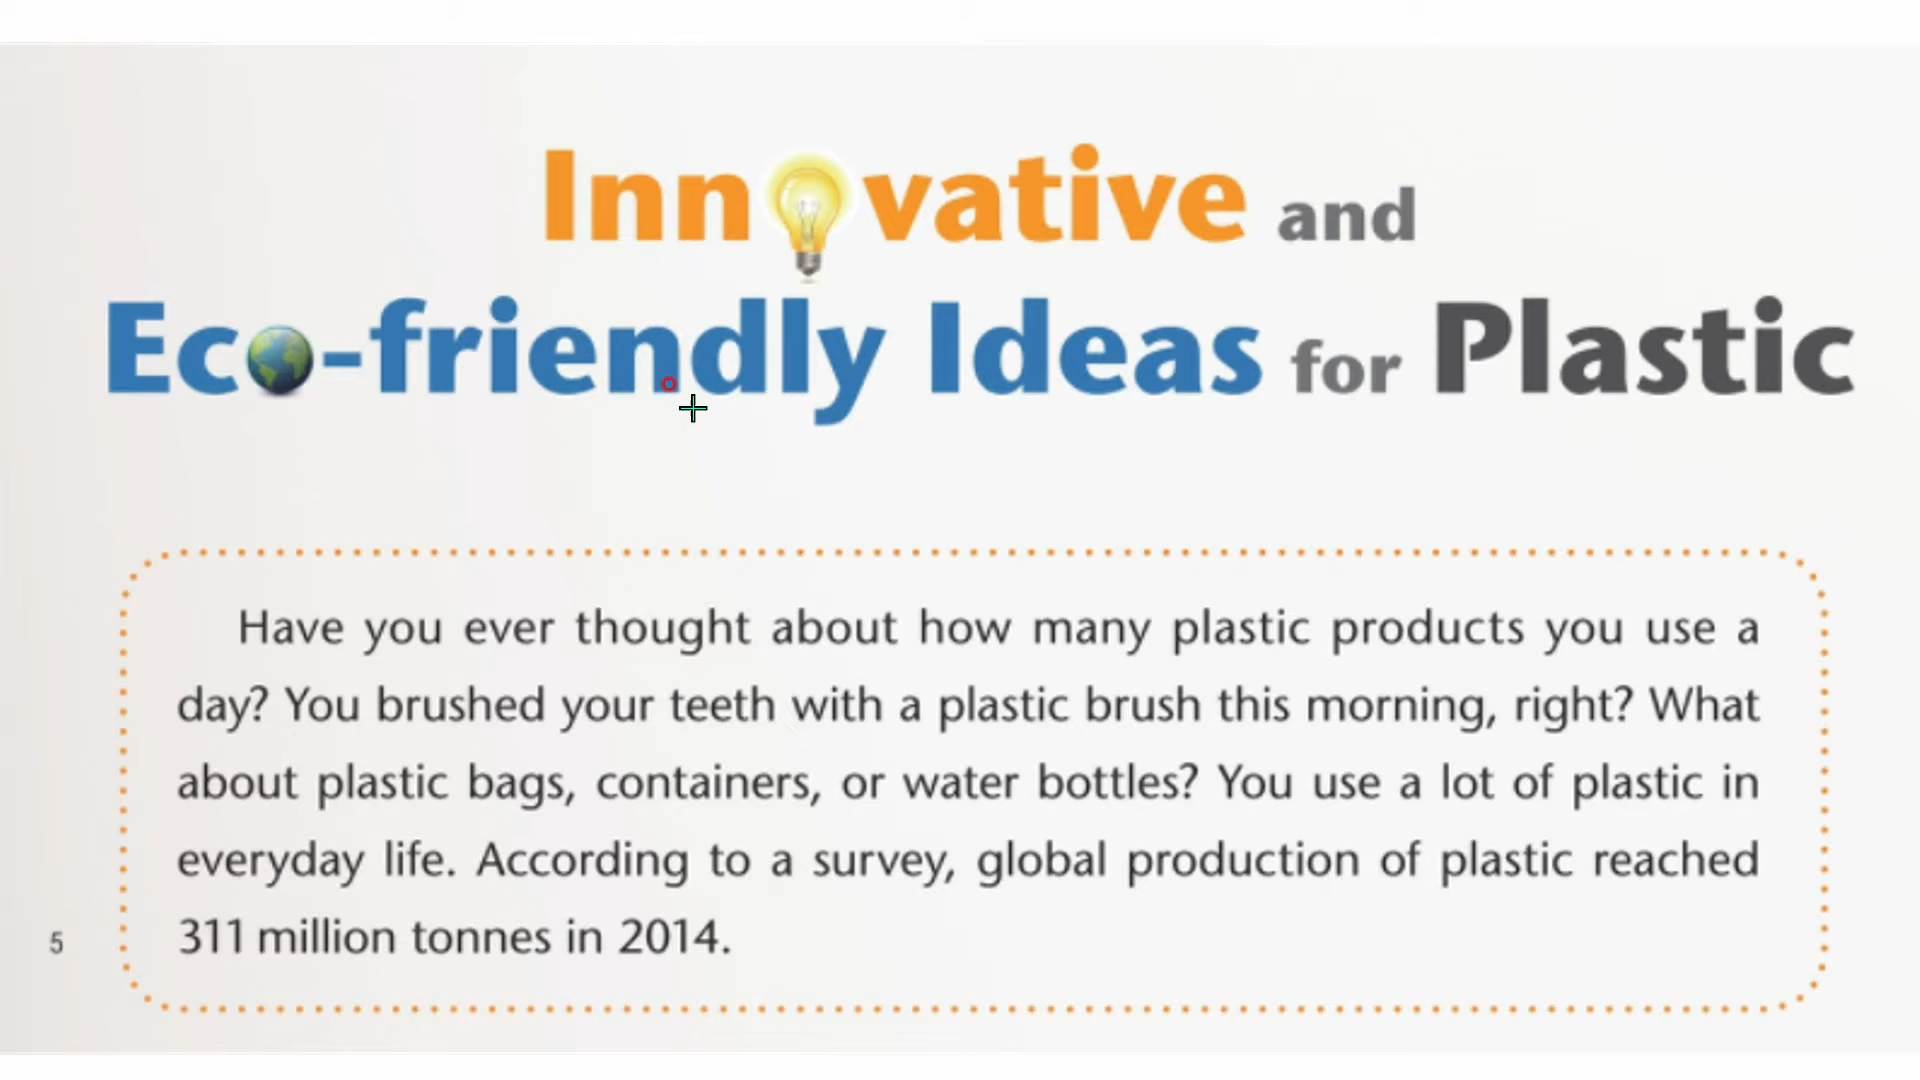 Innovative and
Eco-friendly Ideas for Plastic
Have you ever thought about how many plastic products you use a
day? You brushed your teeth with a plastic brush this morning, right? What
about plastic bags, containers, or water bottles? You use a lot of plastic in
everyday life. According to a survey, global production of plastic reached
5 311 million tonnes in 2014.